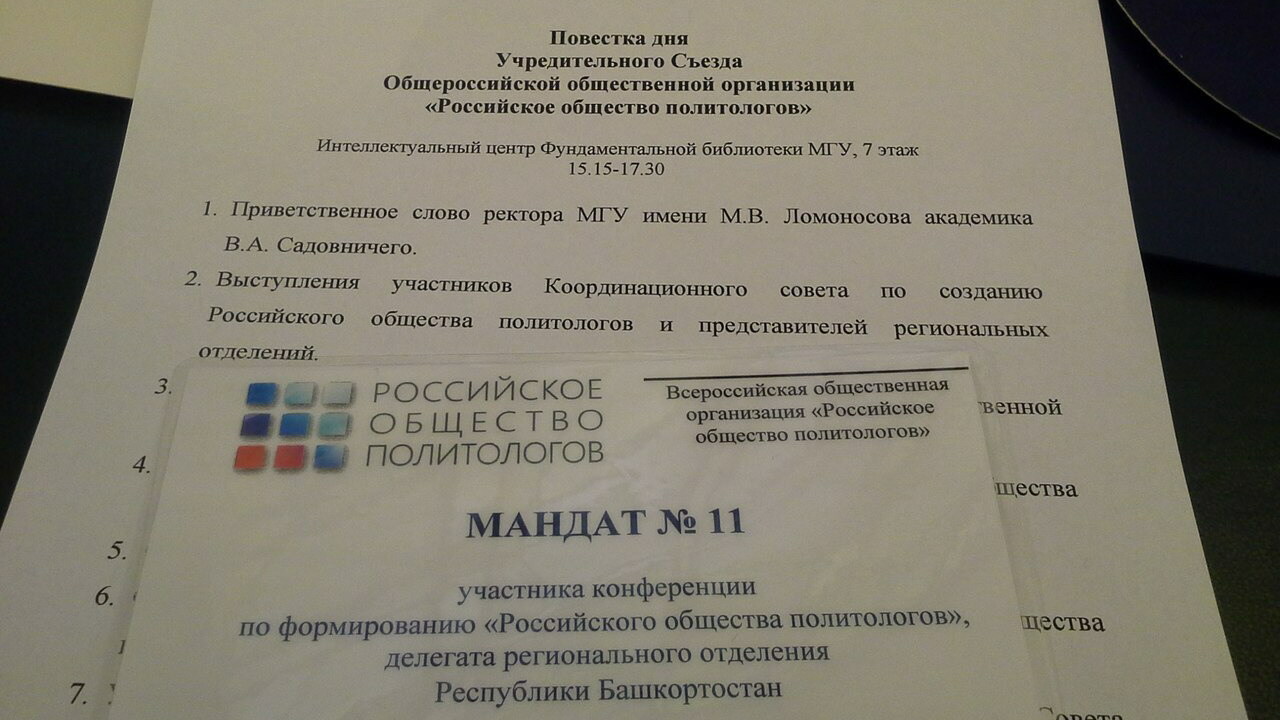 Повестка дня
Учредительного Съезда
Общероссийской общественной организации
«Российское общество политологов»
Интеллектуальный центр Фундаментальной библиотеки МГУ, 7 этаж
15.15-17.30
1. Приветственное слово ректора МГУ имени М.В. Ломоносова академика
В.А. Садовничего.
2. Выступления участников Координационного совета по созданию
Российского общества политологов и представителей региональных
отделений.
3.
4.
5.
6.
7.
РОССИЙСКОЕ
ОБЩЕСТВО
ПОЛИТОЛОГОВ
Всероссийская общественная
организация «Российское
общество политологов»
МАНДАТ № 11
участника конференции
по формированию «Российского общества политологов»,
делегата регионального отделения
Республики Башкортостан